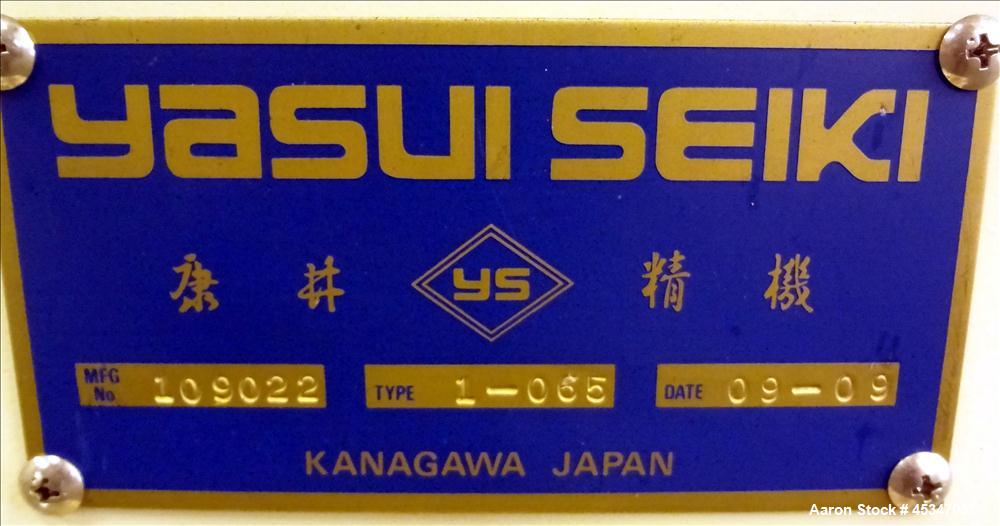 yasui SEIKI
康 井 YS 精 機
MFG No. 109022 TYPE 1-065 DATE 09-09
KANAGAWA JAPAN
Aaron Stock #